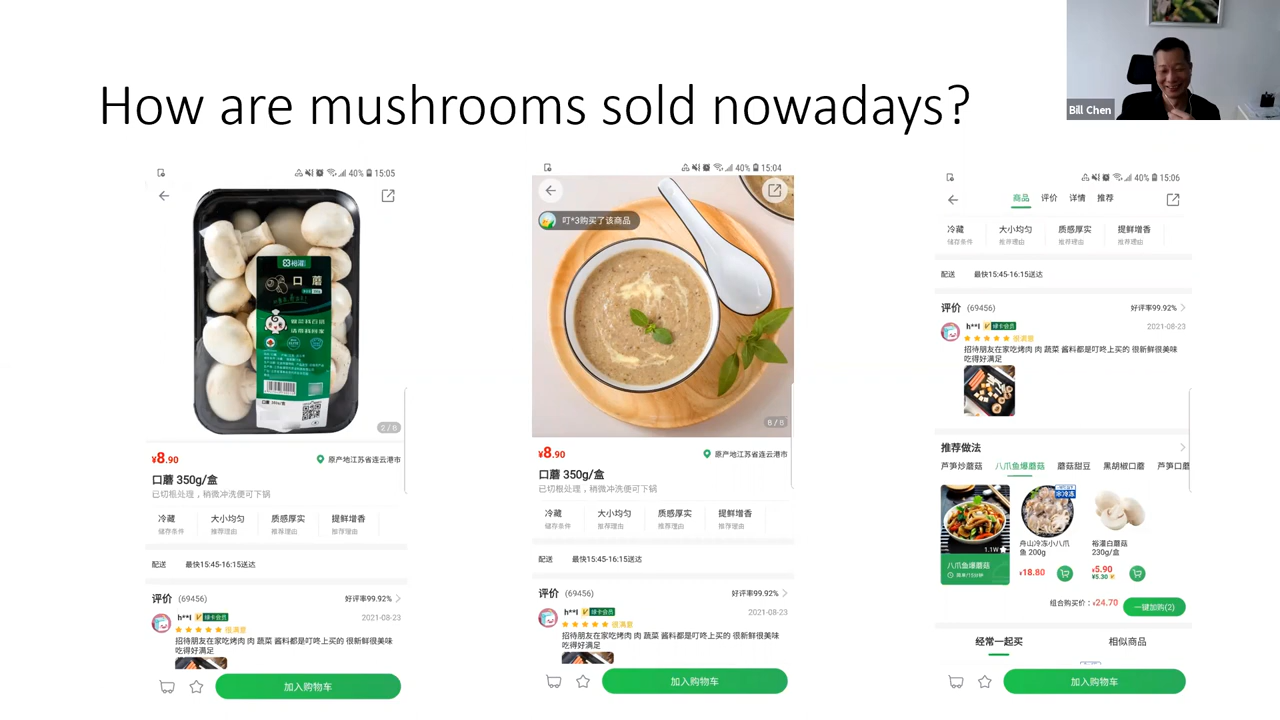 How are mushrooms sold nowadays?
Bill Chen
40% 15:05
裕灌
口蘑
2 / 6
¥8.90
原产地江苏省连云港市
口蘑 350g/盒
已切根处理，稍微冲洗便可下锅
冷藏 大小均匀 质感厚实 提鲜增香
储存条件 推荐理由 推荐理由 推荐理由
配送 最快15:45-16:15送达
评价 (69456) 好评率99.92%
h**l 绿卡会员 2021-08-23
很满意
招待朋友在家吃烤肉 肉 蔬菜 酱料都是叮咚上买的 很新鲜很美味
吃得好满足
加入购物车
40% 15:04
叮*3购买了该商品
6 / 6
¥8.90
原产地江苏省连云港市
口蘑 350g/盒
已切根处理，稍微冲洗便可下锅
冷藏 大小均匀 质感厚实 提鲜增香
储存条件 推荐理由 推荐理由 推荐理由
配送 最快15:45-16:15送达
评价 (69456) 好评率99.92%
h**l 绿卡会员 2021-08-23
很满意
招待朋友在家吃烤肉 肉 蔬菜 酱料都是叮咚上买的 很新鲜很美味
吃得好满足
加入购物车
40% 15:06
商品 评价 详情 推荐
冷藏 大小均匀 质感厚实 提鲜增香
储存条件 推荐理由 推荐理由 推荐理由
配送 最快15:45-16:15送达
评价 (69456) 好评率99.92%
h**l 绿卡会员 2021-08-23
很满意
招待朋友在家吃烤肉 肉 蔬菜 酱料都是叮咚上买的 很新鲜很美味
吃得好满足
推荐做法
芦笋炒蘑菇 八爪鱼爆蘑菇 蘑菇甜豆 黑胡椒口蘑 芦笋口蘑
1.1W
八爪鱼爆蘑菇
简单/15分钟
舟山冷冻小八爪
鱼 200g
¥18.80
裕灌白蘑菇
230g/盒
¥5.90
¥5.30
组合购买价：¥24.70
一键加购(2)
经常一起买 相似商品
加入购物车